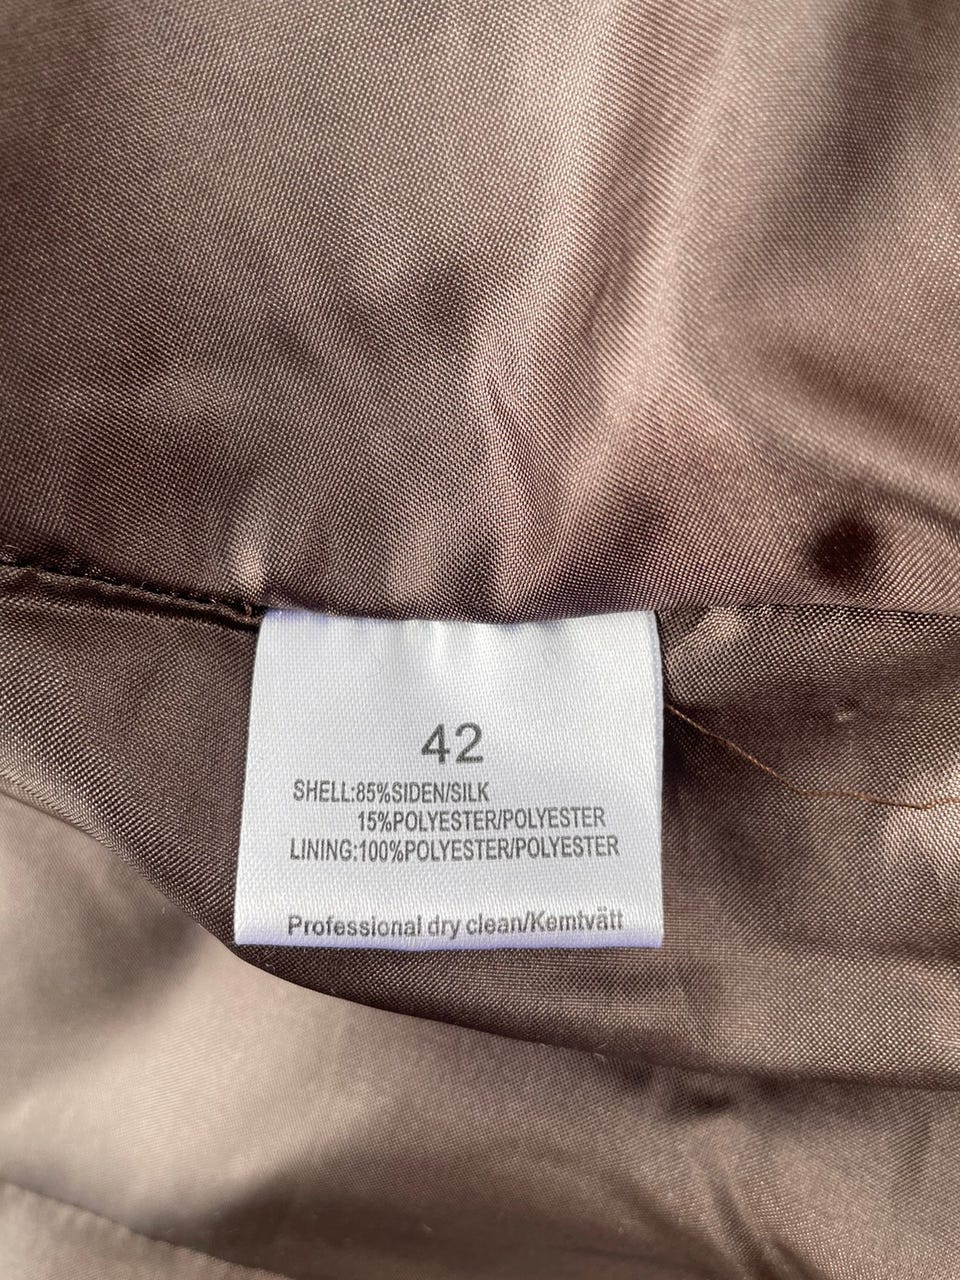 42
SHELL:85%SIDEN/SILK
15%POLYESTER/POLYESTER
LINING:100%POLYESTER/POLYESTER
Professional dry clean/Kemtvätt